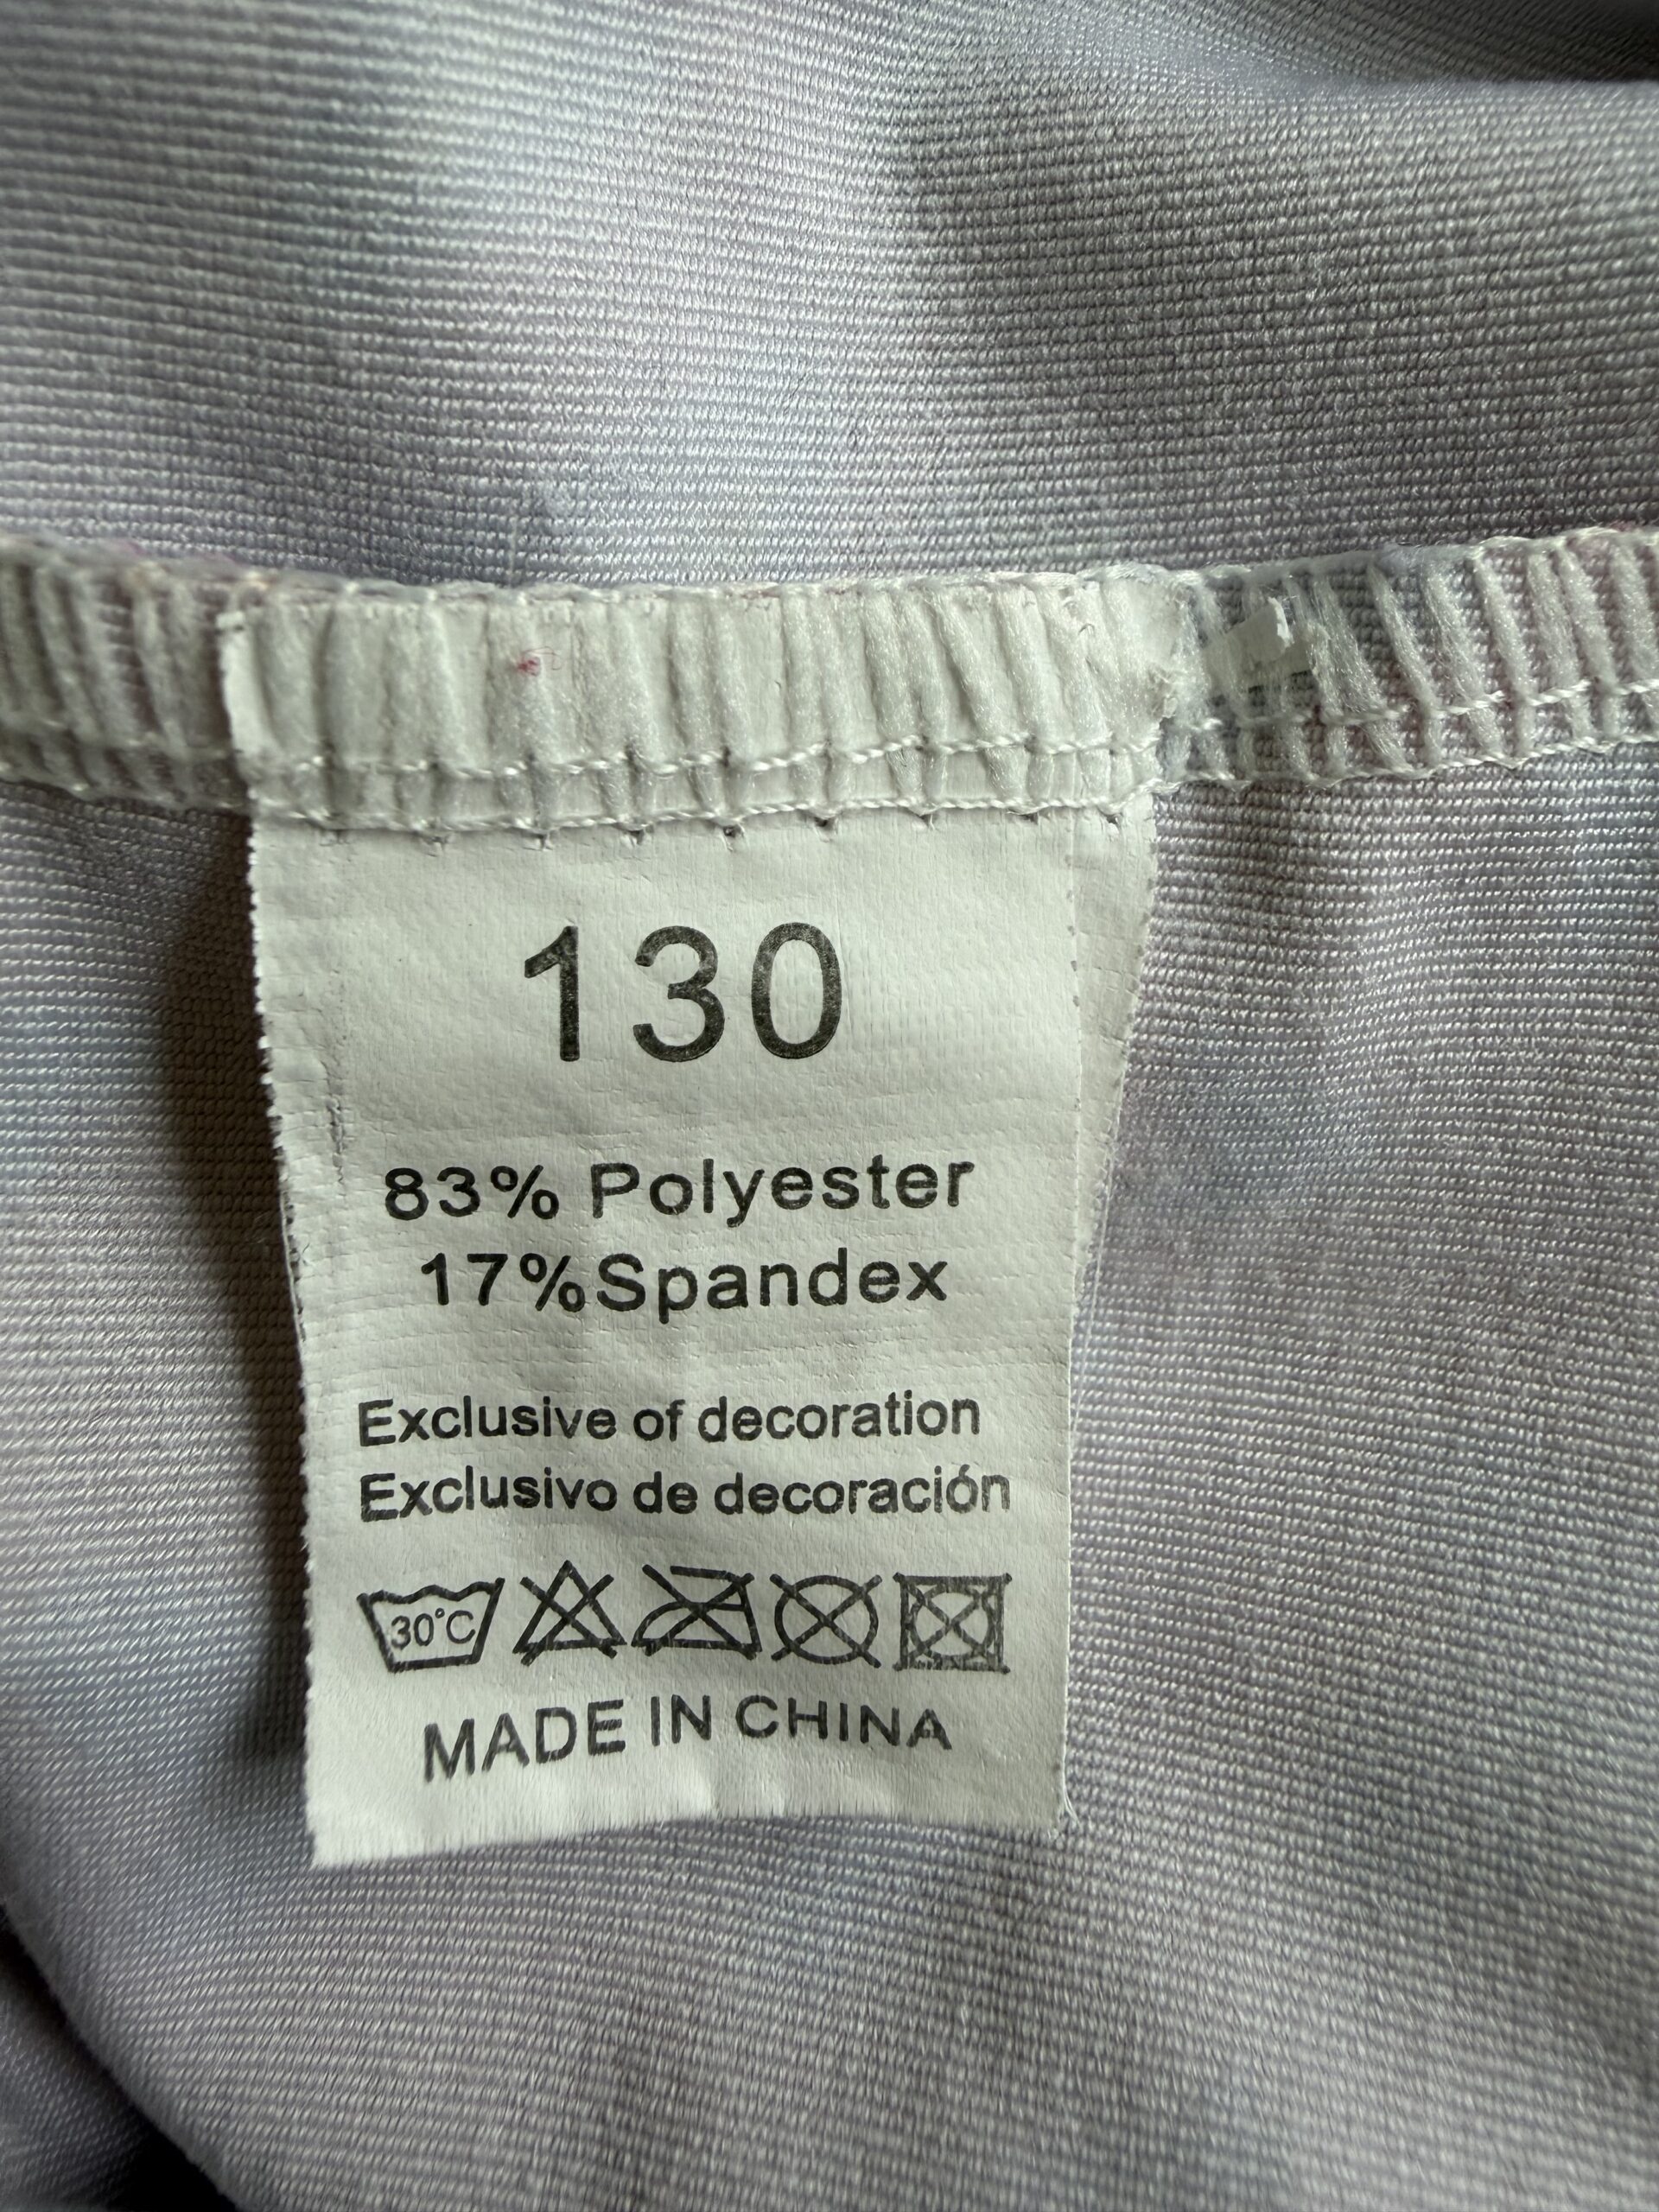 130
83% Polyester
17%Spandex
Exclusive of decoration
Exclusivo de decoración
30°C
MADE IN CHINA